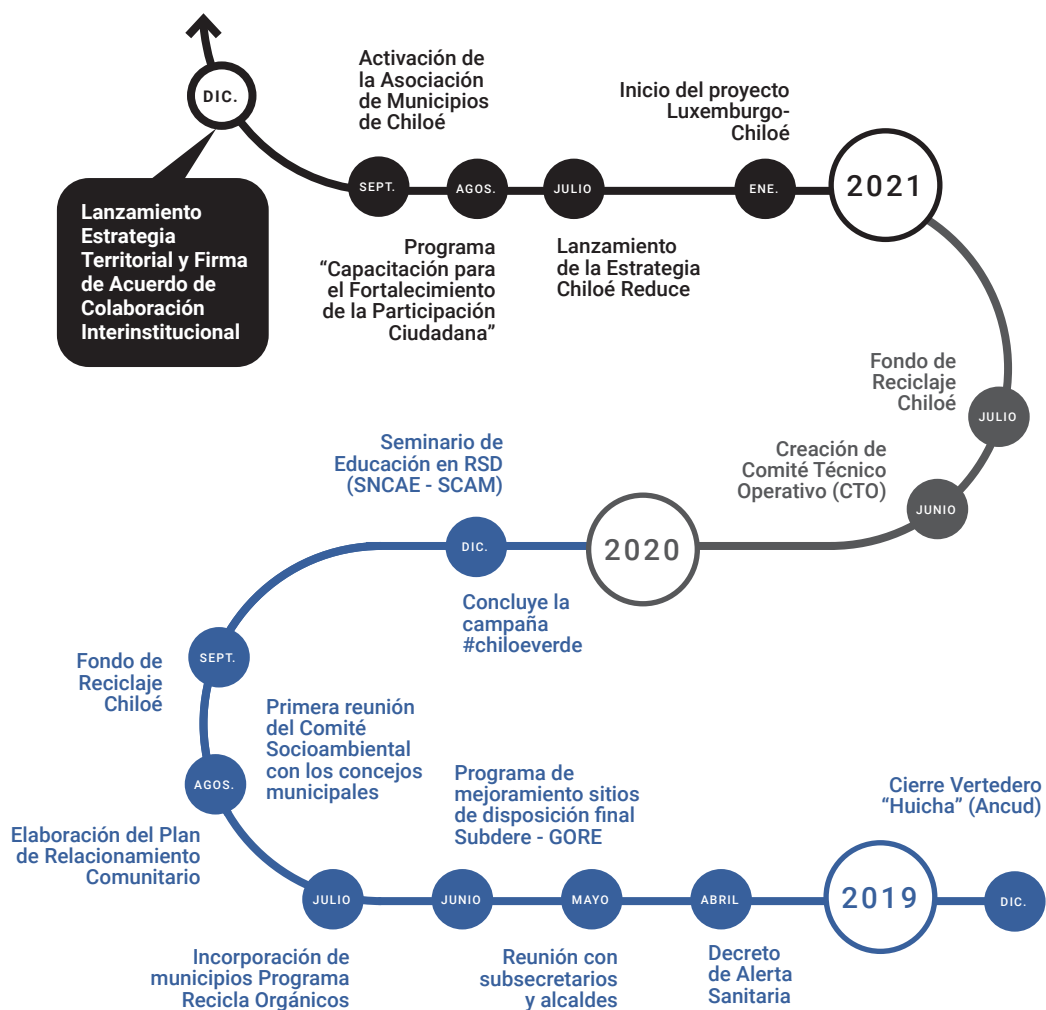 DIC.
Lanzamiento
Estrategia
Territorial y Firma
de Acuerdo de
Colaboración
Interinstitucional
Activación de
la Asociación
de Municipios
de Chiloé
SEPT.
AGOS.
Programa
“Capacitación para
el Fortalecimiento
de la Participación
Ciudadana”
JULIO
Lanzamiento
de la Estrategia
Chiloé Reduce
Inicio del proyecto
Luxemburgo-
Chiloé
ENE.
2021
Fondo de
Reciclaje
Chiloé
JULIO
Creación de
Comité Técnico
Operativo (CTO)
JUNIO
2020
Seminario de
Educación en RSD
(SNCAE - SCAM)
DIC.
Concluye la
campaña
#chiloeverde
SEPT.
Fondo de
Reciclaje
Chiloé
Primera reunión
del Comité
Socioambiental
con los concejos
municipales
AGOS.
Elaboración del Plan
de Relacionamiento
Comunitario
JULIO
Incorporación de
municipios Programa
Recicla Orgánicos
Programa de
mejoramiento sitios
de disposición final
Subdere - GORE
JUNIO
MAYO
Reunión con
subsecretarios
y alcaldes
ABRIL
Decreto
de Alerta
Sanitaria
2019
Cierre Vertedero
“Huicha” (Ancud)
DIC.